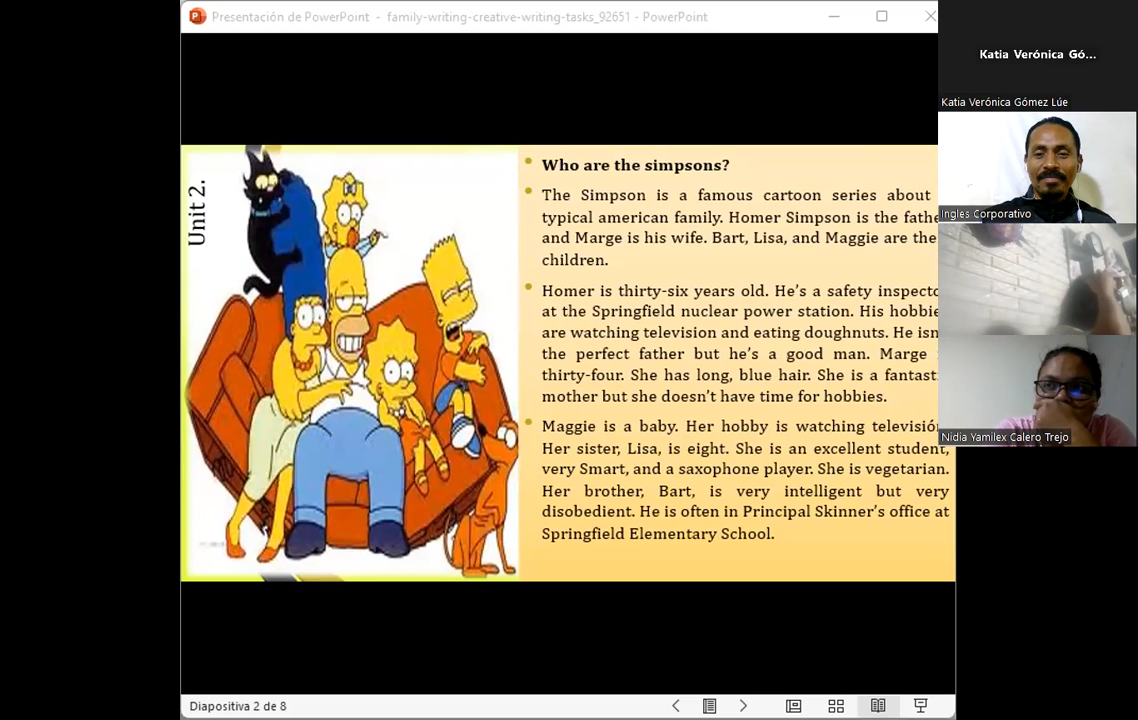 Presentación de PowerPoint - family-writing-creative-writing-tasks_92651 - PowerPoint
Katia Verónica Gó...
Katia Verónica Gómez Lúe
Ingles Corporativo
Nidia Yamilex Calero Trejo
Unit 2.
Who are the simpsons?
The Simpson is a famous cartoon series about
typical american family. Homer Simpson is the fathe
and Marge is his wife. Bart, Lisa, and Maggie are the
children.
Homer is thirty-six years old. He's a safety inspecto
at the Springfield nuclear power station. His hobbie
are watching television and eating doughnuts. He isn
the perfect father but he's a good man. Marge
thirty-four. She has long, blue hair. She is a fantast
mother but she doesn't have time for hobbies.
Maggie is a baby. Her hobby is watching televisión
Her sister, Lisa, is eight. She is an excellent student,
very Smart, and a saxophone player. She is vegetarian.
Her brother, Bart, is very intelligent but very
disobedient. He is often in Principal Skinner's office at
Springfield Elementary School.
Diapositiva 2 de 8